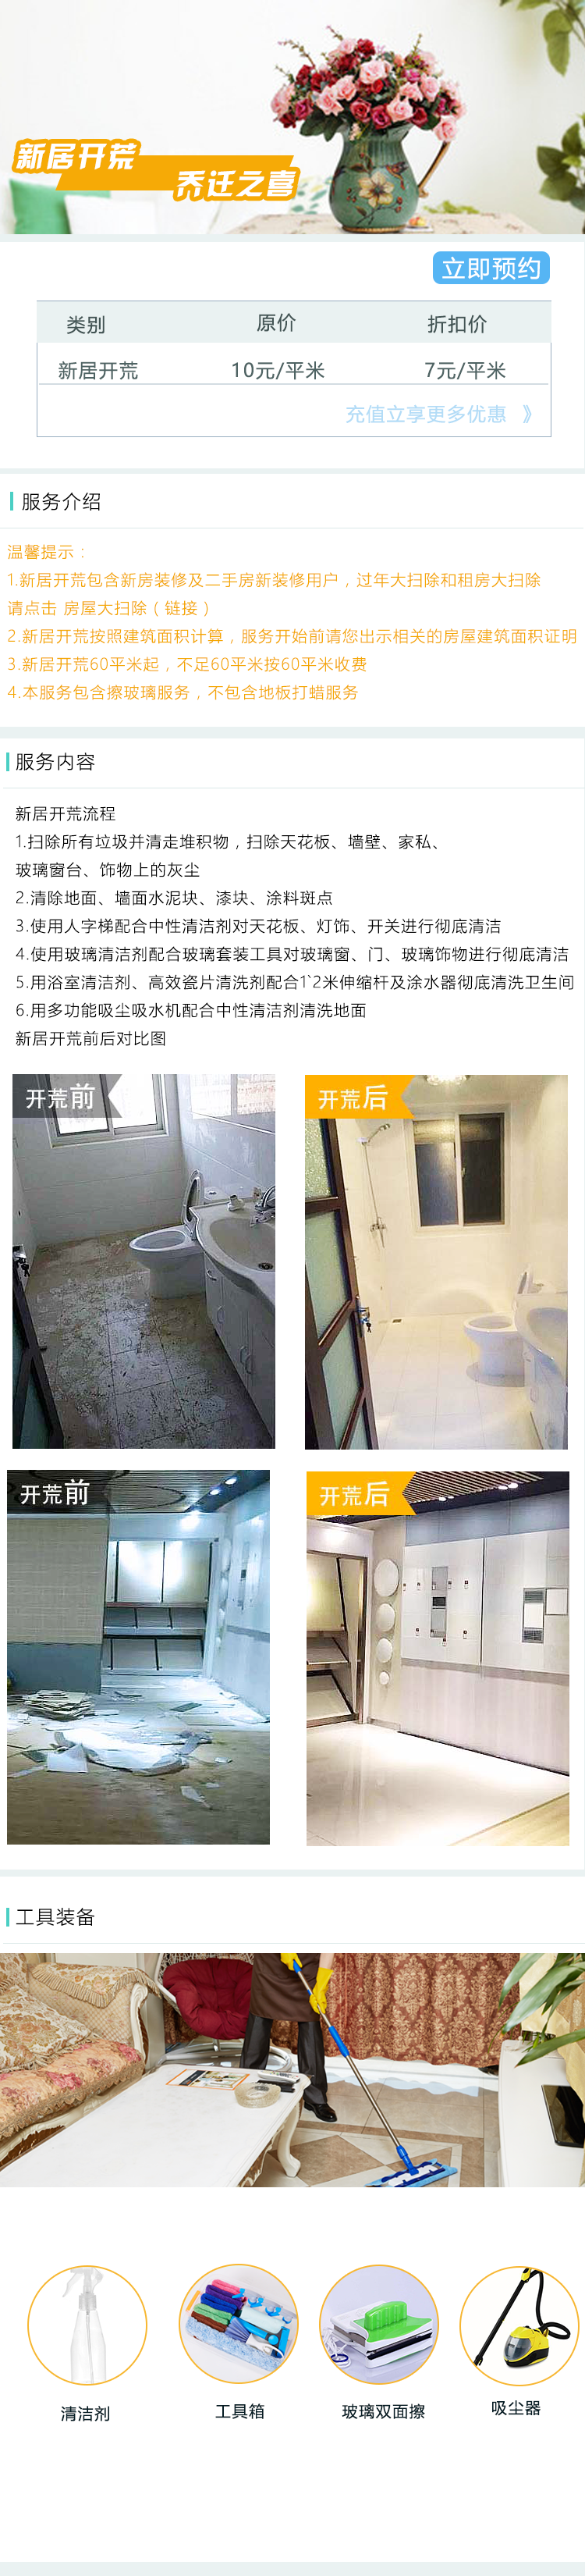 新居开荒
乔迁之喜
立即预约
类别 原价 折扣价
新居开荒 10元/平米 7元/平米
充值立享更多优惠 》
服务介绍
温馨提示：
1.新居开荒包含新房装修及二手房新装修用户，过年大扫除和租房大扫除
请点击 房屋大扫除（链接）
2.新居开荒按照建筑面积计算，服务开始前请您出示相关的房屋建筑面积证明
3.新居开荒60平米起，不足60平米按60平米收费
4.本服务包含擦玻璃服务，不包含地板打蜡服务
服务内容
新居开荒流程
1.扫除所有垃圾并清走堆积物，扫除天花板、墙壁、家私、
玻璃窗台、饰物上的灰尘
2.清除地面、墙面水泥块、漆块、涂料斑点
3.使用人字梯配合中性清洁剂对天花板、灯饰、开关进行彻底清洁
4.使用玻璃清洁剂配合玻璃套装工具对玻璃窗、门、玻璃饰物进行彻底清洁
5.用浴室清洁剂、高效瓷片清洗剂配合1`2米伸缩杆及涂水器彻底清洗卫生间
6.用多功能吸尘吸水机配合中性清洁剂清洗地面
新居开荒前后对比图
开荒前 开荒后
开荒前 开荒后
工具装备
清洁剂 工具箱 玻璃双面擦 吸尘器